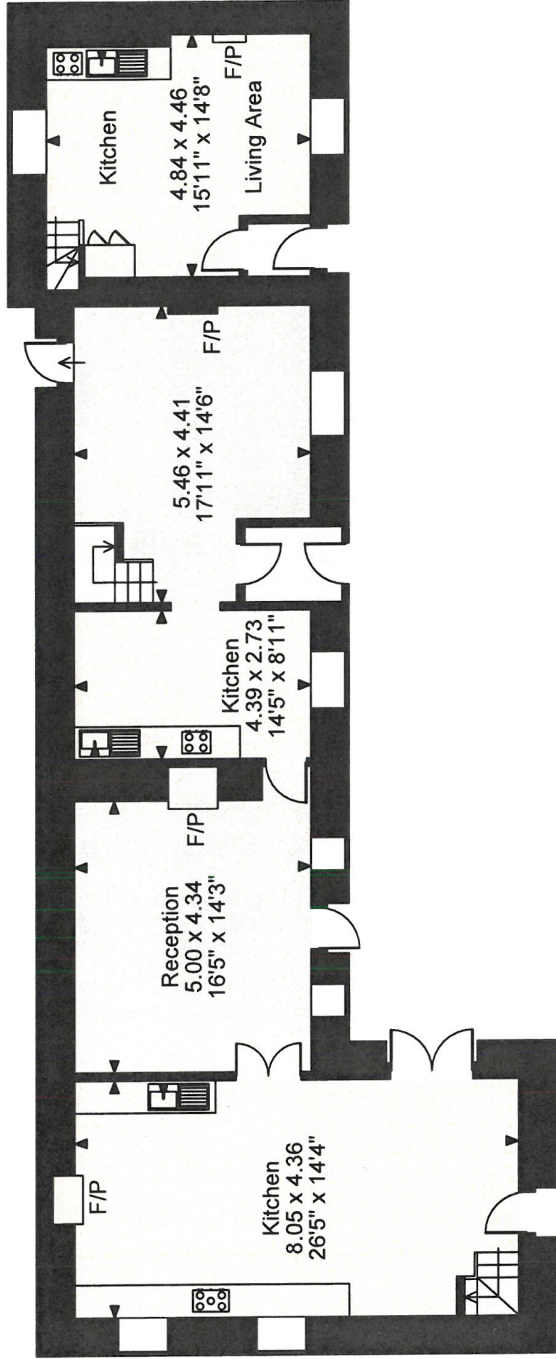 Kitchen
4.84 x 4.46
15'11" x 14'8"
Living Area
F/P
5.46 x 4.41
17'11" x 14'6"
F/P
Kitchen
4.39 x 2.73
14'5" x 8'11"
Reception
5.00 x 4.34
16'5" x 14'3"
F/P
Kitchen
8.05 x 4.36
26'5" x 14'4"
F/P